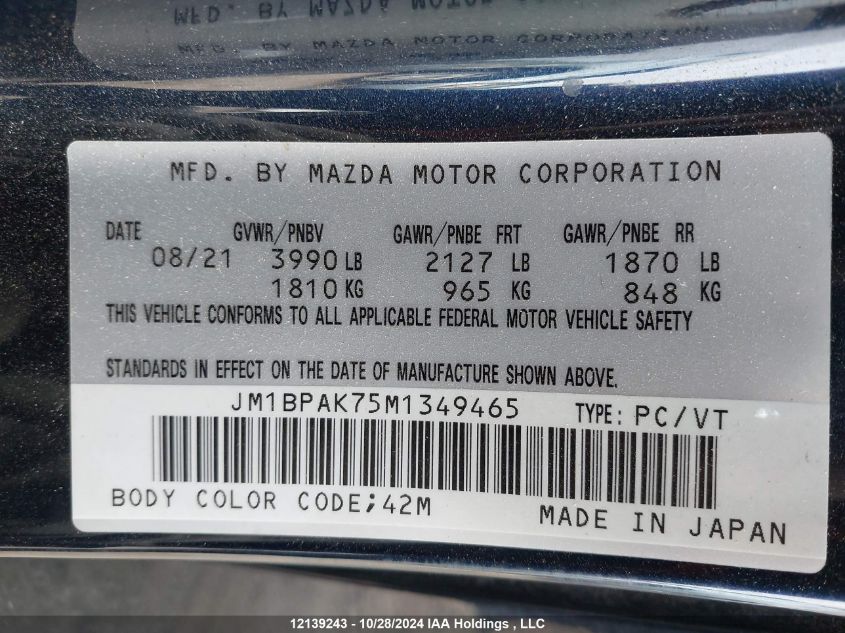 MFD. BY MAZDA MOTOR CORPORATION
MFD. BY MAZDA MOTOR CORPORATION
DATE GVWR/PNBV GAWR/PNBE FRT GAWR/PNBE RR
08/21 3990 LB 2127 LB 1870 LB
1810 KG 965 KG 848 KG
THIS VEHICLE CONFORMS TO ALL APPLICABLE FEDERAL MOTOR VEHICLE SAFETY
STANDARDS IN EFFECT ON THE DATE OF MANUFACTURE SHOWN ABOVE.
JM1BPAK75M1349465 TYPE: PC/VT
BODY COLOR CODE;42M
MADE IN JAPAN
12139243 - 10/28/2024 IAA Holdings , LLC